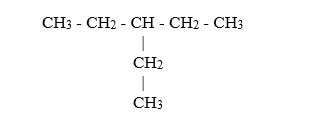 CH3 - CH2 - CH - CH2 - CH3
|
CH2
|
CH3